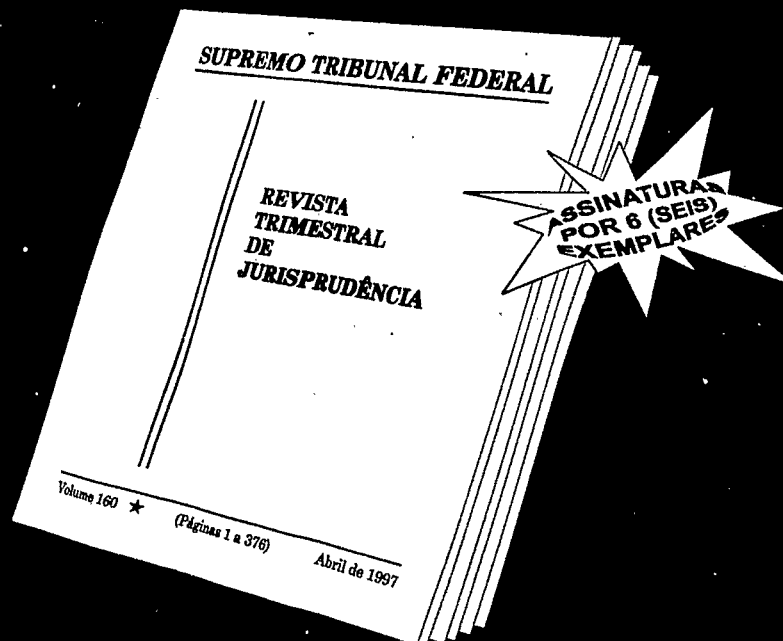 SUPREMO TRIBUNAL FEDERAL
REVISTA
TRIMESTRAL
DE
JURISPRUDÊNCIA
ASSINATURAS
POR 6 (SEIS)
EXEMPLARES
Volume 160 ★ (Páginas 1 a 376) Abril de 1997